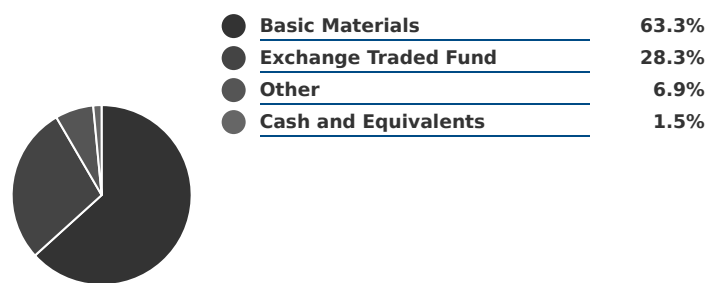 Basic Materials 63.3%
Exchange Traded Fund 28.3%
Other 6.9%
Cash and Equivalents 1.5%